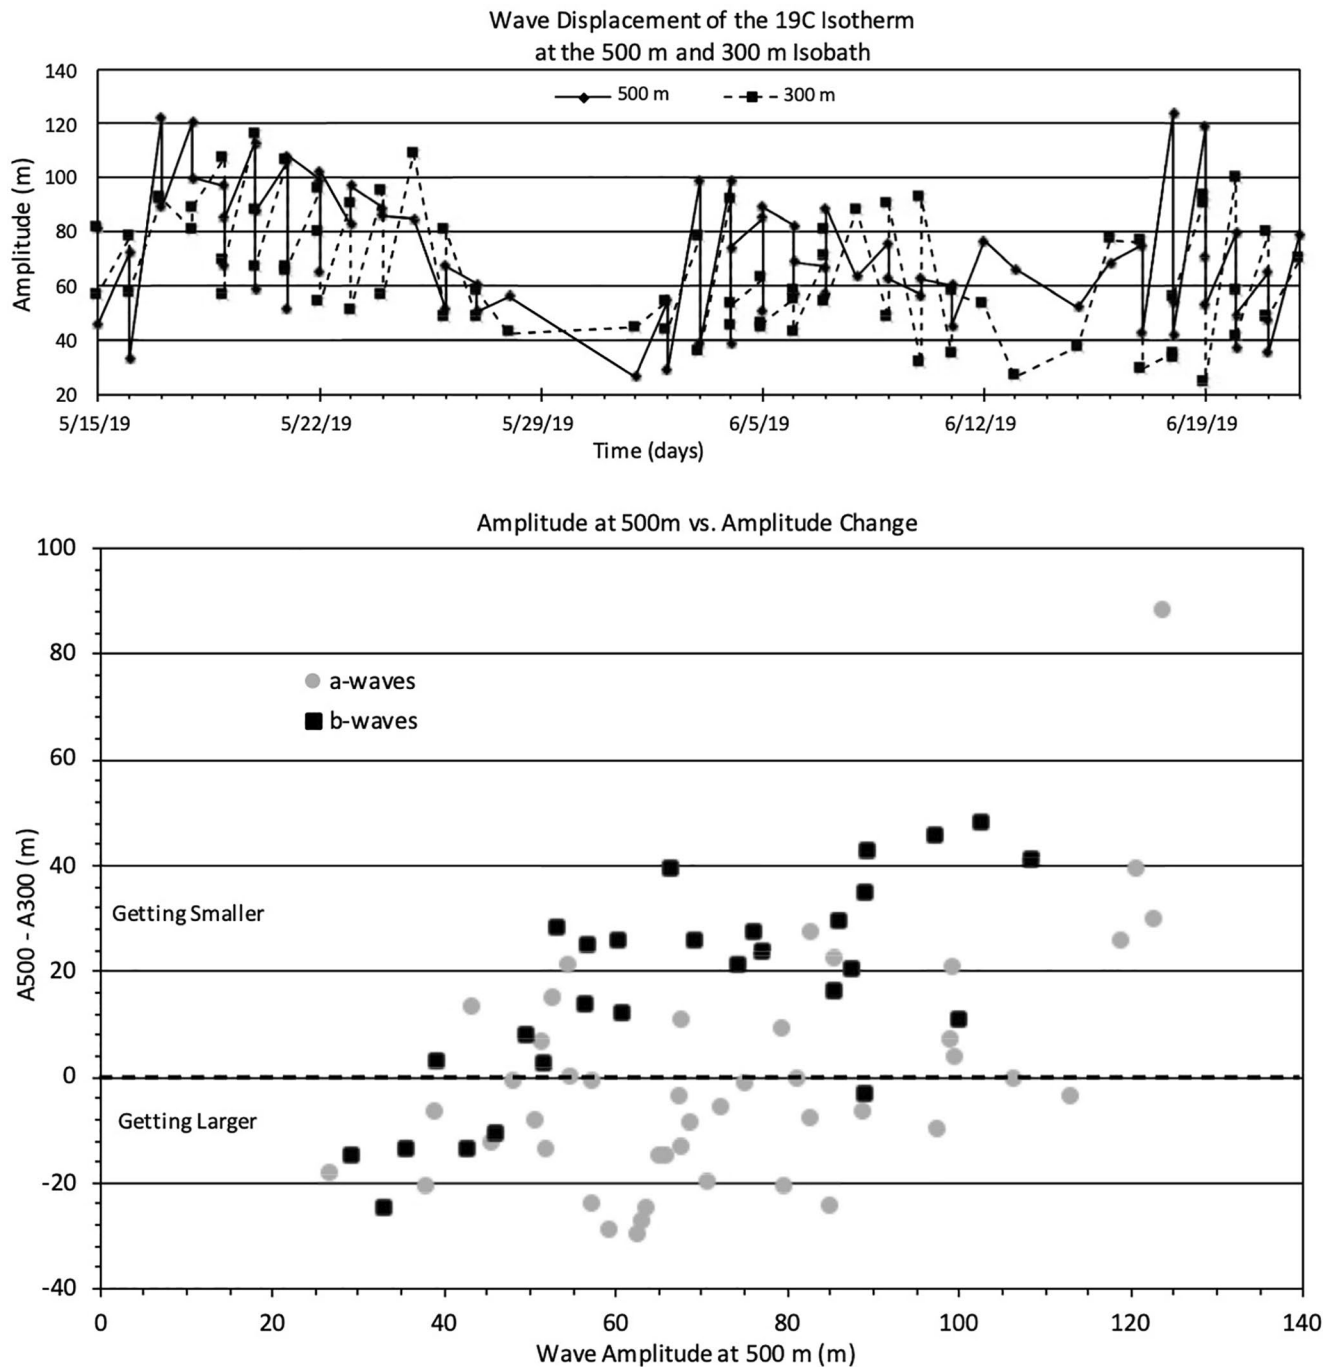 Wave Displacement of the 19C Isotherm
at the 500 m and 300 m Isobath
500 m
300 m
Amplitude (m)
140
120
100
80
60
40
20
5/15/19
5/22/19
5/29/19
6/5/19
6/12/19
6/19/19
Time (days)
Amplitude at 500m vs. Amplitude Change
A500 - A300 (m)
100
80
60
40
20
0
-20
-40
a-waves
b-waves
Getting Smaller
Getting Larger
0
20
40
60
80
100
120
140
Wave Amplitude at 500 m (m)